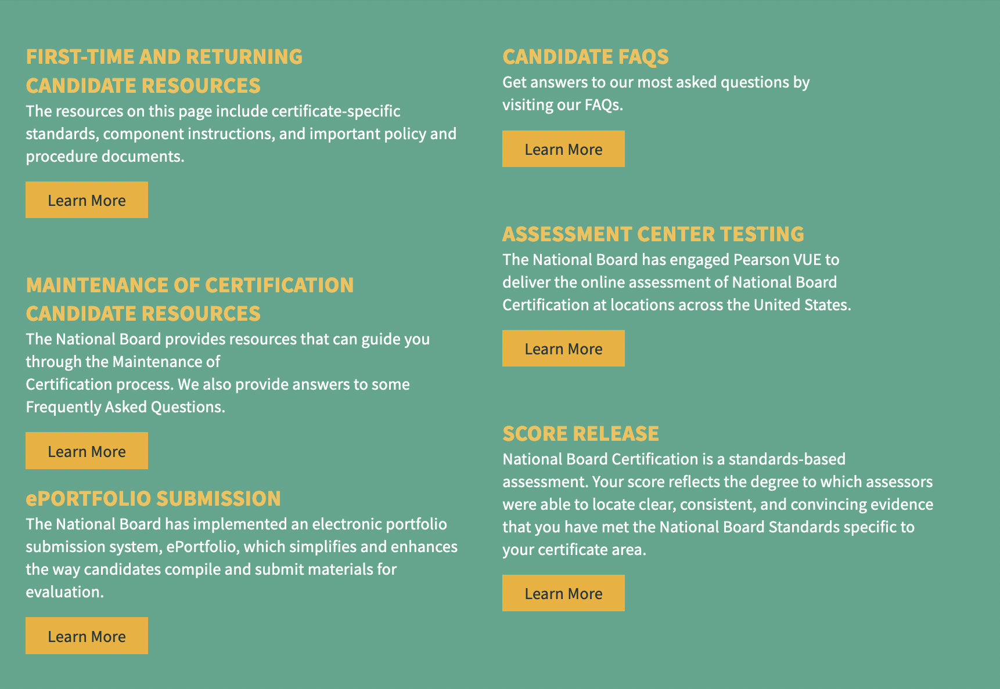 FIRST-TIME AND RETURNING
CANDIDATE RESOURCES
The resources on this page include certificate-specific
standards, component instructions, and important policy and
procedure documents.
Learn More
MAINTENANCE OF CERTIFICATION
CANDIDATE RESOURCES
The National Board provides resources that can guide you
through the Maintenance of
Certification process. We also provide answers to some
Frequently Asked Questions.
Learn More
ePORTFOLIO SUBMISSION
The National Board has implemented an electronic portfolio
submission system, ePortfolio, which simplifies and enhances
the way candidates compile and submit materials for
evaluation.
Learn More
CANDIDATE FAQS
Get answers to our most asked questions by
visiting our FAQs.
Learn More
ASSESSMENT CENTER TESTING
The National Board has engaged Pearson VUE to
deliver the online assessment of National Board
Certification at locations across the United States.
Learn More
SCORE RELEASE
National Board Certification is a standards-based
assessment. Your score reflects the degree to which assessors
were able to locate clear, consistent, and convincing evidence
that you have met the National Board Standards specific to
your certificate area.
Learn More